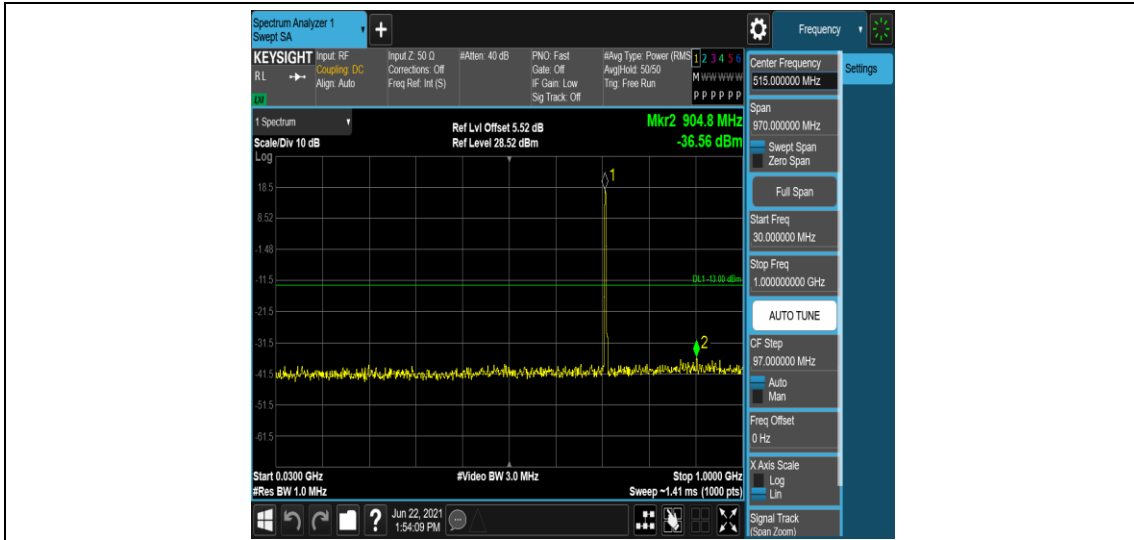 Spectrum Analyzer 1
Swept SA
+
Frequency
KEYSIGHT
RL
Input: RF
Coupling: DC
Align: Auto
Input Z: 50 Ω
Corrections: Off
Freq Ref: Int (S)
#Atten: 40 dB
PNO: Fast
Gate: Off
IF Gain: Low
Sig Track: Off
#Avg Type: Power (RMS
Avg|Hold: 50/50
Trig: Free Run
1 2 3 4 5 6
M W W W W W
P P P P P P
Center Frequency
515.000000 MHz
Settings
Span
970.000000 MHz
Swept Span
Zero Span
Full Span
Start Freq
30.000000 MHz
Stop Freq
1.000000000 GHz
AUTO TUNE
CF Step
97.000000 MHz
Auto
Man
Freq Offset
0 Hz
X Axis Scale
Log
Lin
Signal Track
(Span Zoom)
1 Spectrum
Scale/Div 10 dB
Log
Ref Lvl Offset 5.52 dB
Ref Level 28.52 dBm
Mkr2 904.8 MHz
-36.56 dBm
1
18.5
8.52
-1.48
-11.5
DL1 -13.00 dBm
-21.5
-31.5
2
-41.5
-51.5
-61.5
Start 0.0300 GHz
#Video BW 3.0 MHz
Stop 1.0000 GHz
#Res BW 1.0 MHz
Sweep ~1.41 ms (1000 pts)
?
Jun 22, 2021
1:54:09 PM